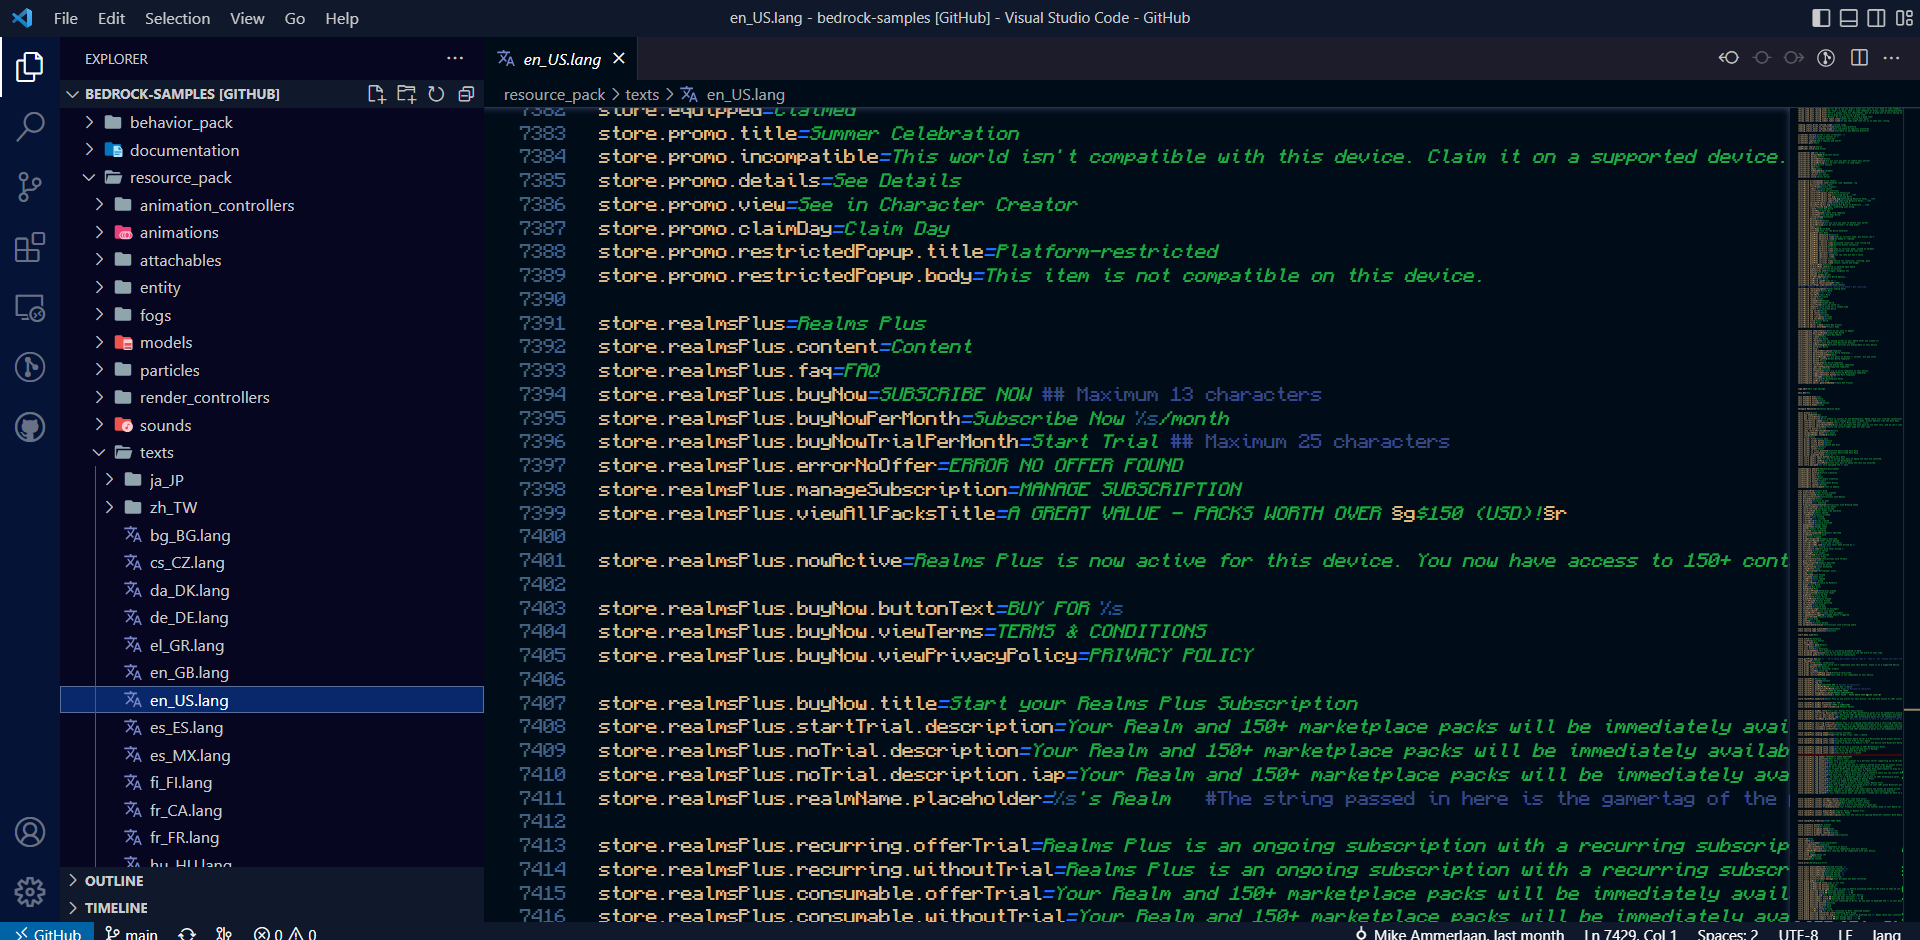 File Edit Selection View Go Help
en_US.lang - bedrock-samples [GitHub] - Visual Studio Code - GitHub
EXPLORER
BEDROCK-SAMPLES [GITHUB]
behavior_pack
documentation
resource_pack
animation_controllers
animations
attachables
entity
fogs
models
particles
render_controllers
sounds
texts
ja_JP
zh_TW
bg_BG.lang
cs_CZ.lang
da_DK.lang
de_DE.lang
el_GR.lang
en_GB.lang
en_US.lang
es_ES.lang
es_MX.lang
fi_FI.lang
fr_CA.lang
fr_FR.lang
hu_HU.lang
OUTLINE
TIMELINE
en_US.lang
resource_pack > texts > en_US.lang
7382 store.equipped=Claimed
7383 store.promo.title=Summer Celebration
7384 store.promo.incompatible=This world isn't compatible with this device. Claim it on a supported device.
7385 store.promo.details=See Details
7386 store.promo.view=See in Character Creator
7387 store.promo.claimDay=Claim Day
7388 store.promo.restrictedPopup.title=Platform-restricted
7389 store.promo.restrictedPopup.body=This item is not compatible on this device.
7390
7391 store.realmsPlus=Realms Plus
7392 store.realmsPlus.content=Content
7393 store.realmsPlus.faq=FAQ
7394 store.realmsPlus.buyNow=SUBSCRIBE NOW ## Maximum 13 characters
7395 store.realmsPlus.buyNowPerMonth=Subscribe Now %s/month
7396 store.realmsPlus.buyNowTrialPerMonth=Start Trial ## Maximum 25 characters
7397 store.realmsPlus.errorNoOffer=ERROR NO OFFER FOUND
7398 store.realmsPlus.manageSubscription=MANAGE SUBSCRIPTION
7399 store.realmsPlus.viewAllPacksTitle=A GREAT VALUE - PACKS WORTH OVER §g$150 (USD)!§r
7400
7401 store.realmsPlus.nowActive=Realms Plus is now active for this device. You now have access to 150+ cont
7402
7403 store.realmsPlus.buyNow.buttonText=BUY FOR %s
7404 store.realmsPlus.buyNow.viewTerms=TERMS & CONDITIONS
7405 store.realmsPlus.buyNow.viewPrivacyPolicy=PRIVACY POLICY
7406
7407 store.realmsPlus.buyNow.title=Start your Realms Plus Subscription
7408 store.realmsPlus.startTrial.description=Your Realm and 150+ marketplace packs will be immediately avai
7409 store.realmsPlus.noTrial.description=Your Realm and 150+ marketplace packs will be immediately availab
7410 store.realmsPlus.noTrial.description.iap=Your Realm and 150+ marketplace packs will be immediately ava
7411 store.realmsPlus.realmName.placeholder=%s's Realm #The string passed in here is the gamertag of the
7412
7413 store.realmsPlus.recurring.offerTrial=Realms Plus is an ongoing subscription with a recurring subscrip
7414 store.realmsPlus.recurring.withoutTrial=Realms Plus is an ongoing subscription with a recurring subscr
7415 store.realmsPlus.consumable.offerTrial=Your Realm and 150+ marketplace packs will be immediately avail
7416 store.realmsPlus.consumable.withoutTrial=Your Realm and 150+ marketplace packs will be immediately ava
GitHub main 0 0 Mike Ammerlaan, last month Ln 7429, Col 1 Spaces: 2 UTF-8 LF lang